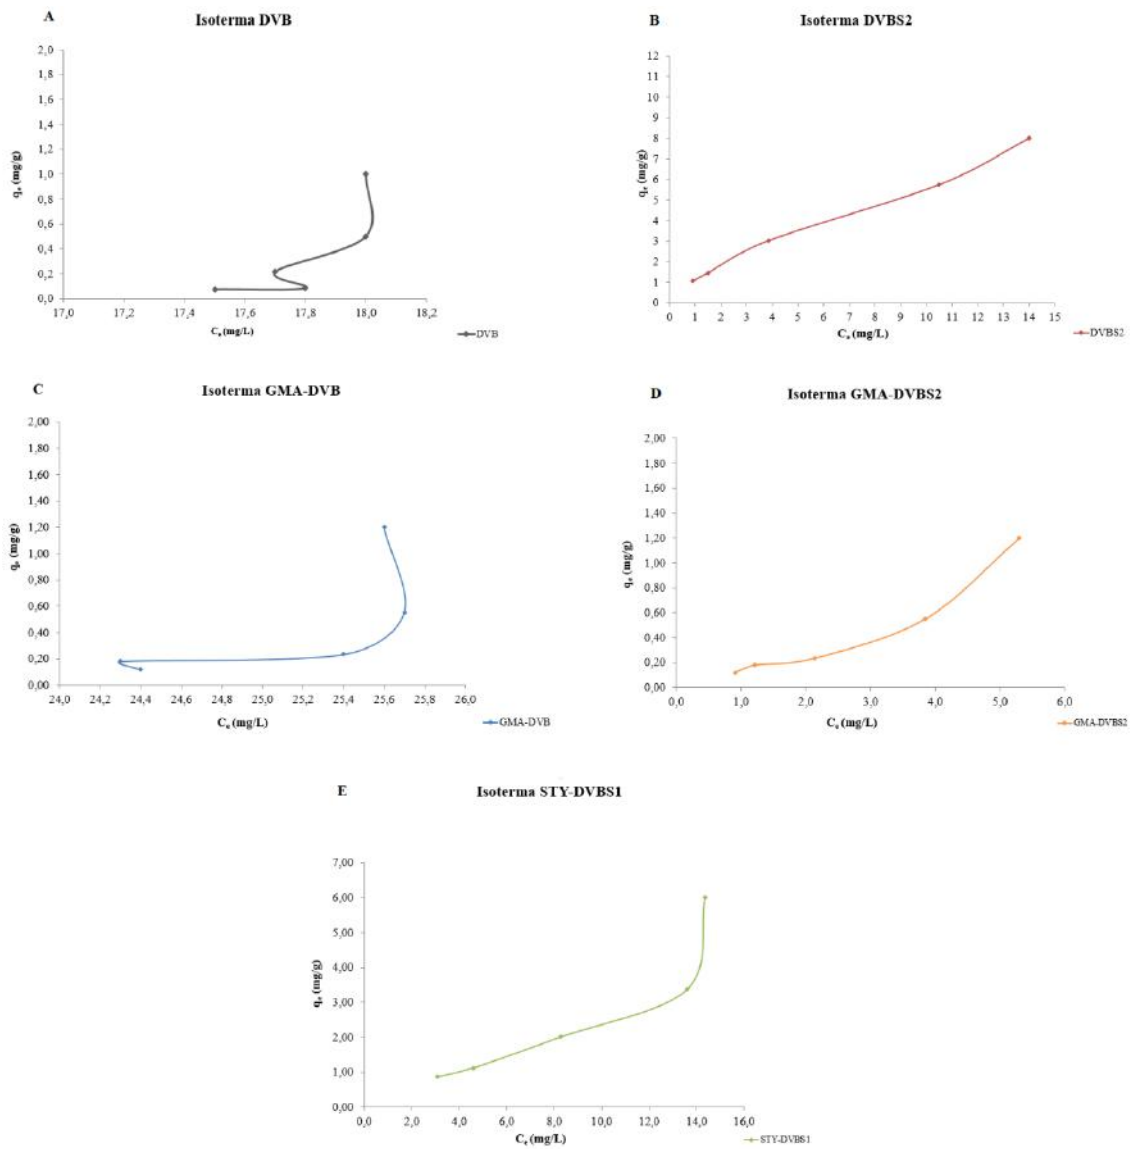 A
Isoterma DVB
2,0
1,8
1,6
1,4
1,2
1,0
0,8
0,6
0,4
0,2
0,0
qe (mg/g)
17,0 17,2 17,4 17,6 17,8 18,0 18,2
Ce (mg/L)
DVB
B
Isoterma DVBS2
12
11
10
9
8
7
6
5
4
3
2
1
0
qe (mg/g)
0 1 2 3 4 5 6 7 8 9 10 11 12 13 14 15
Ce (mg/L)
DVBS2
C
Isoterma GMA-DVB
2,00
1,80
1,60
1,40
1,20
1,00
0,80
0,60
0,40
0,20
0,00
qe (mg/g)
24,0 24,2 24,4 24,6 24,8 25,0 25,2 25,4 25,6 25,8 26,0
Ce (mg/L)
GMA-DVB
D
Isoterma GMA-DVBS2
2,00
1,80
1,60
1,40
1,20
1,00
0,80
0,60
0,40
0,20
0,00
qe (mg/g)
0,0 1,0 2,0 3,0 4,0 5,0 6,0
Ce (mg/L)
GMA-DVBS2
E
Isoterma STY-DVBS1
7,00
6,00
5,00
4,00
3,00
2,00
1,00
0,00
qe (mg/g)
0,0 2,0 4,0 6,0 8,0 10,0 12,0 14,0 16,0
Ce (mg/L)
STY-DVBS1